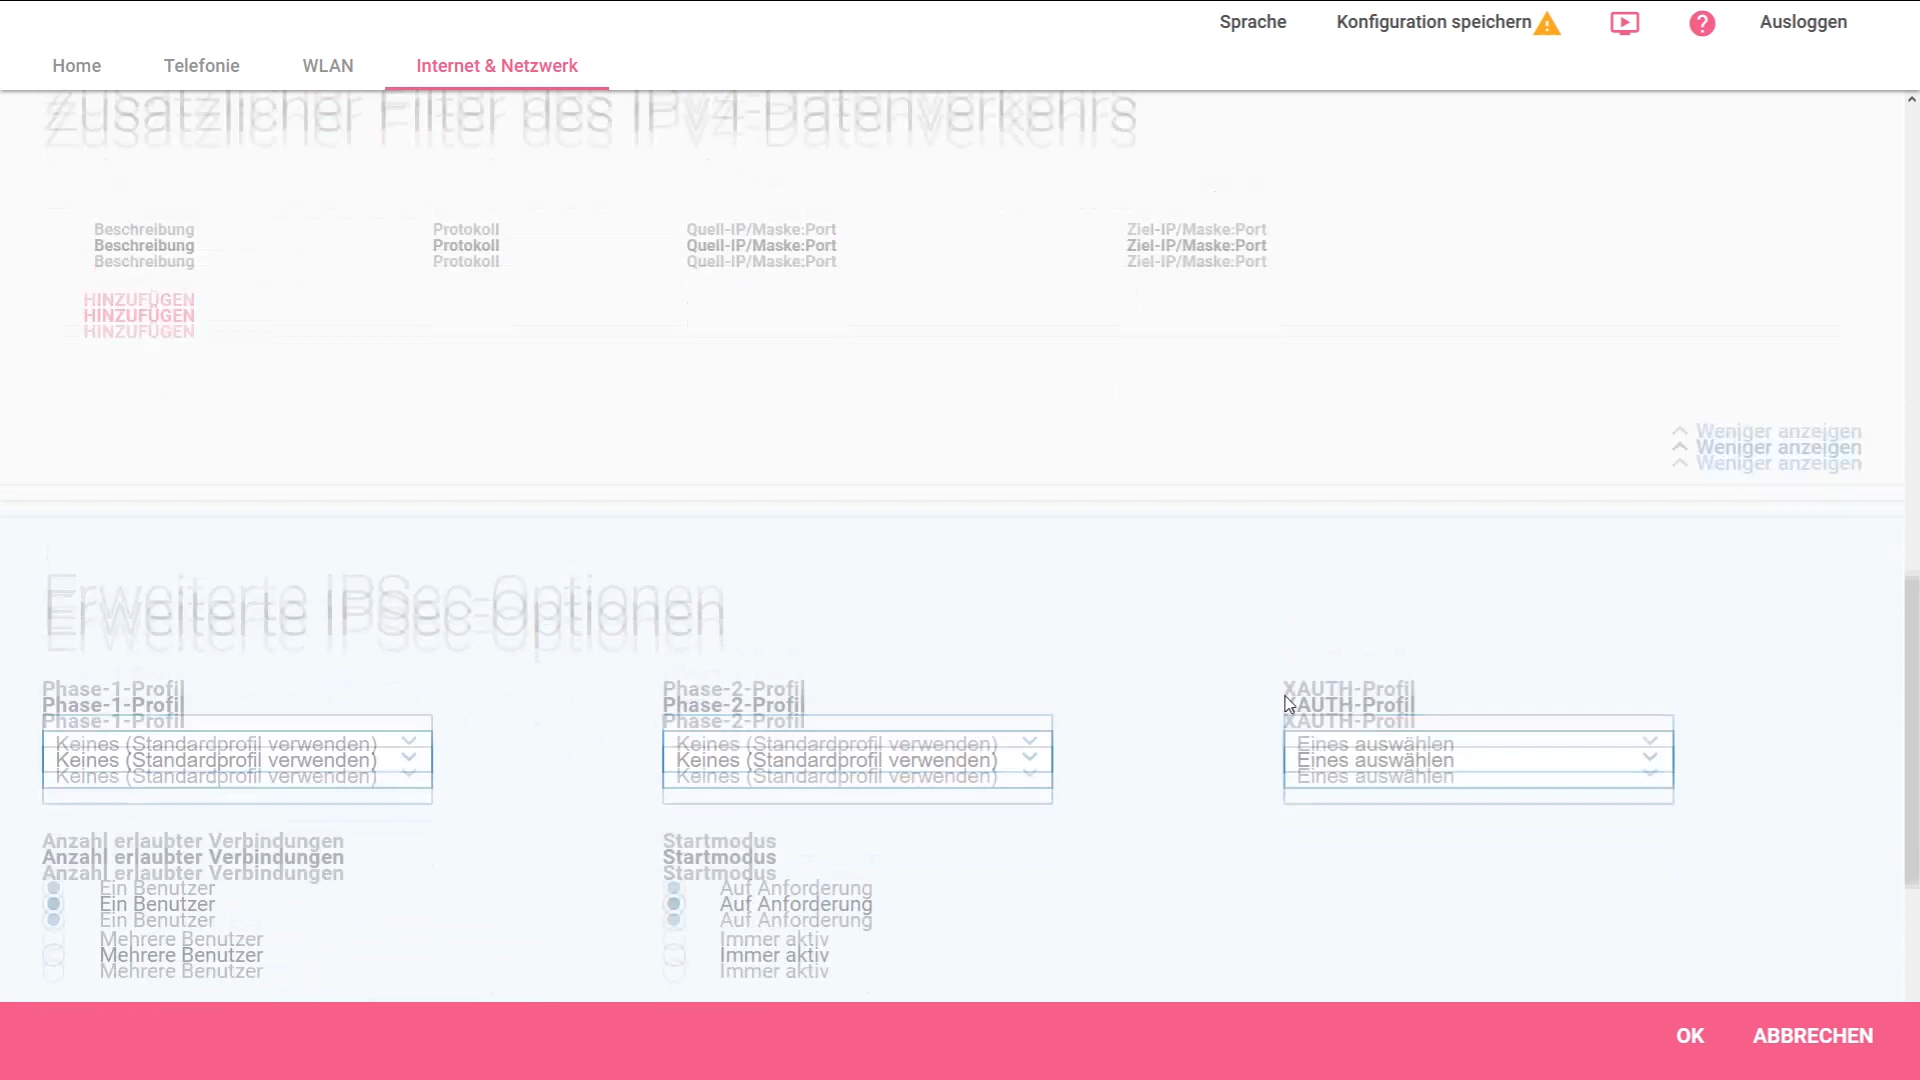 Sprache
Konfiguration speichern
Ausloggen
Home
Telefonie
WLAN
Internet & Netzwerk
Zusätzlicher Filter des IPv4-Datenverkehrs
Beschreibung
Protokoll
Quell-IP/Maske:Port
Ziel-IP/Maske:Port
HINZUFÜGEN
Weniger anzeigen
Erweiterte IPSec-Optionen
Phase-1-Profil
Phase-2-Profil
XAUTH-Profil
Keines (Standardprofil verwenden)
Keines (Standardprofil verwenden)
Eines auswählen
Anzahl erlaubter Verbindungen
Startmodus
Ein Benutzer
Auf Anforderung
Mehrere Benutzer
Immer aktiv
OK
ABBRECHEN